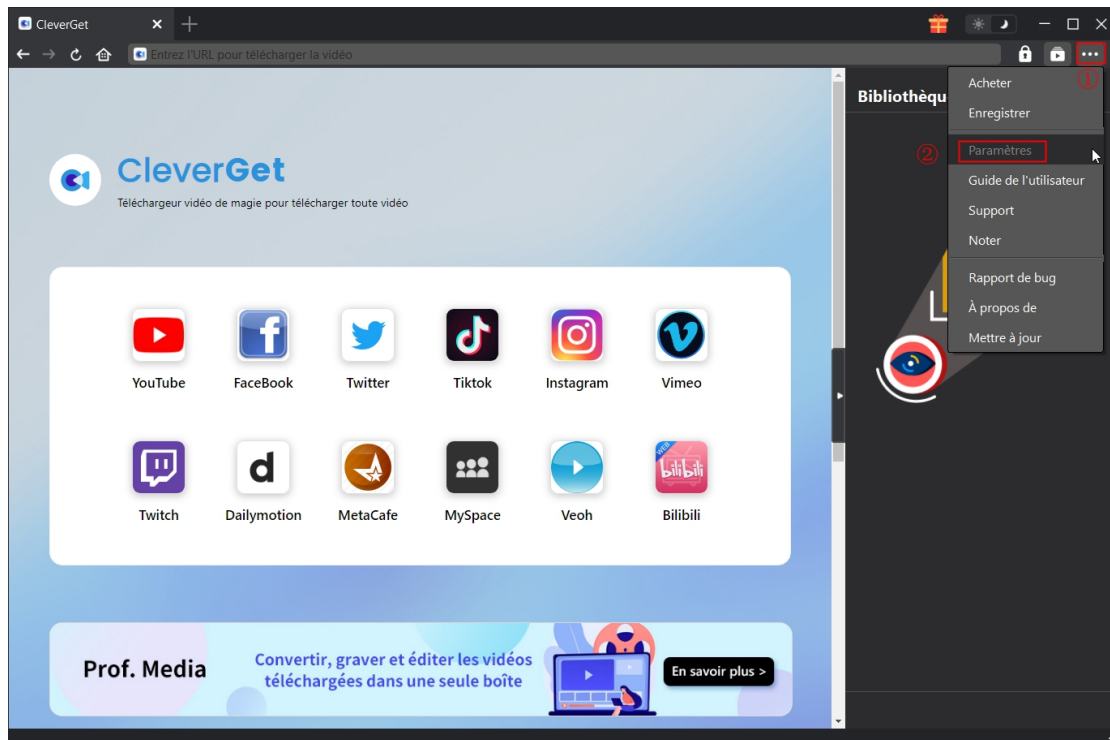 CleverGet
Entrez l'URL pour télécharger la vidéo
①
Acheter
Enregistrer
②
Paramètres
Guide de l'utilisateur
Support
Noter
Rapport de bug
À propos de
Mettre à jour
Bibliothèqu
CleverGet
Téléchargeur vidéo de magie pour télécharger toute vidéo
YouTube
FaceBook
Twitter
Tiktok
Instagram
Vimeo
WEB
bilibili
Twitch
Dailymotion
MetaCafe
MySpace
Veoh
Bilibili
Prof. Media
Convertir, graver et éditer les vidéos
téléchargées dans une seule boîte
En savoir plus >